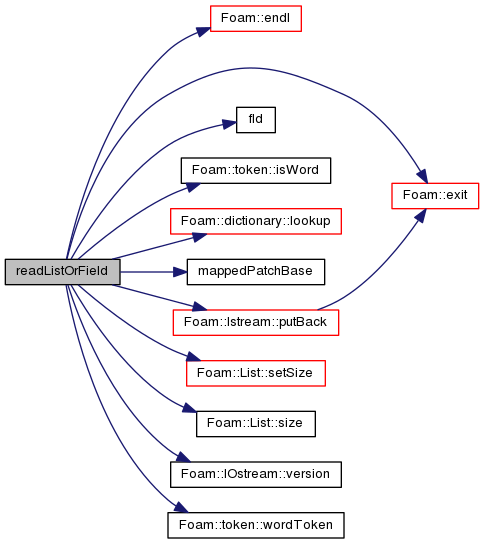 Foam::endl
fld
Foam::token::isWord
Foam::exit
Foam::dictionary::lookup
readListOrField
mappedPatchBase
Foam::Istream::putBack
Foam::List::setSize
Foam::List::size
Foam::IOstream::version
Foam::token::wordToken